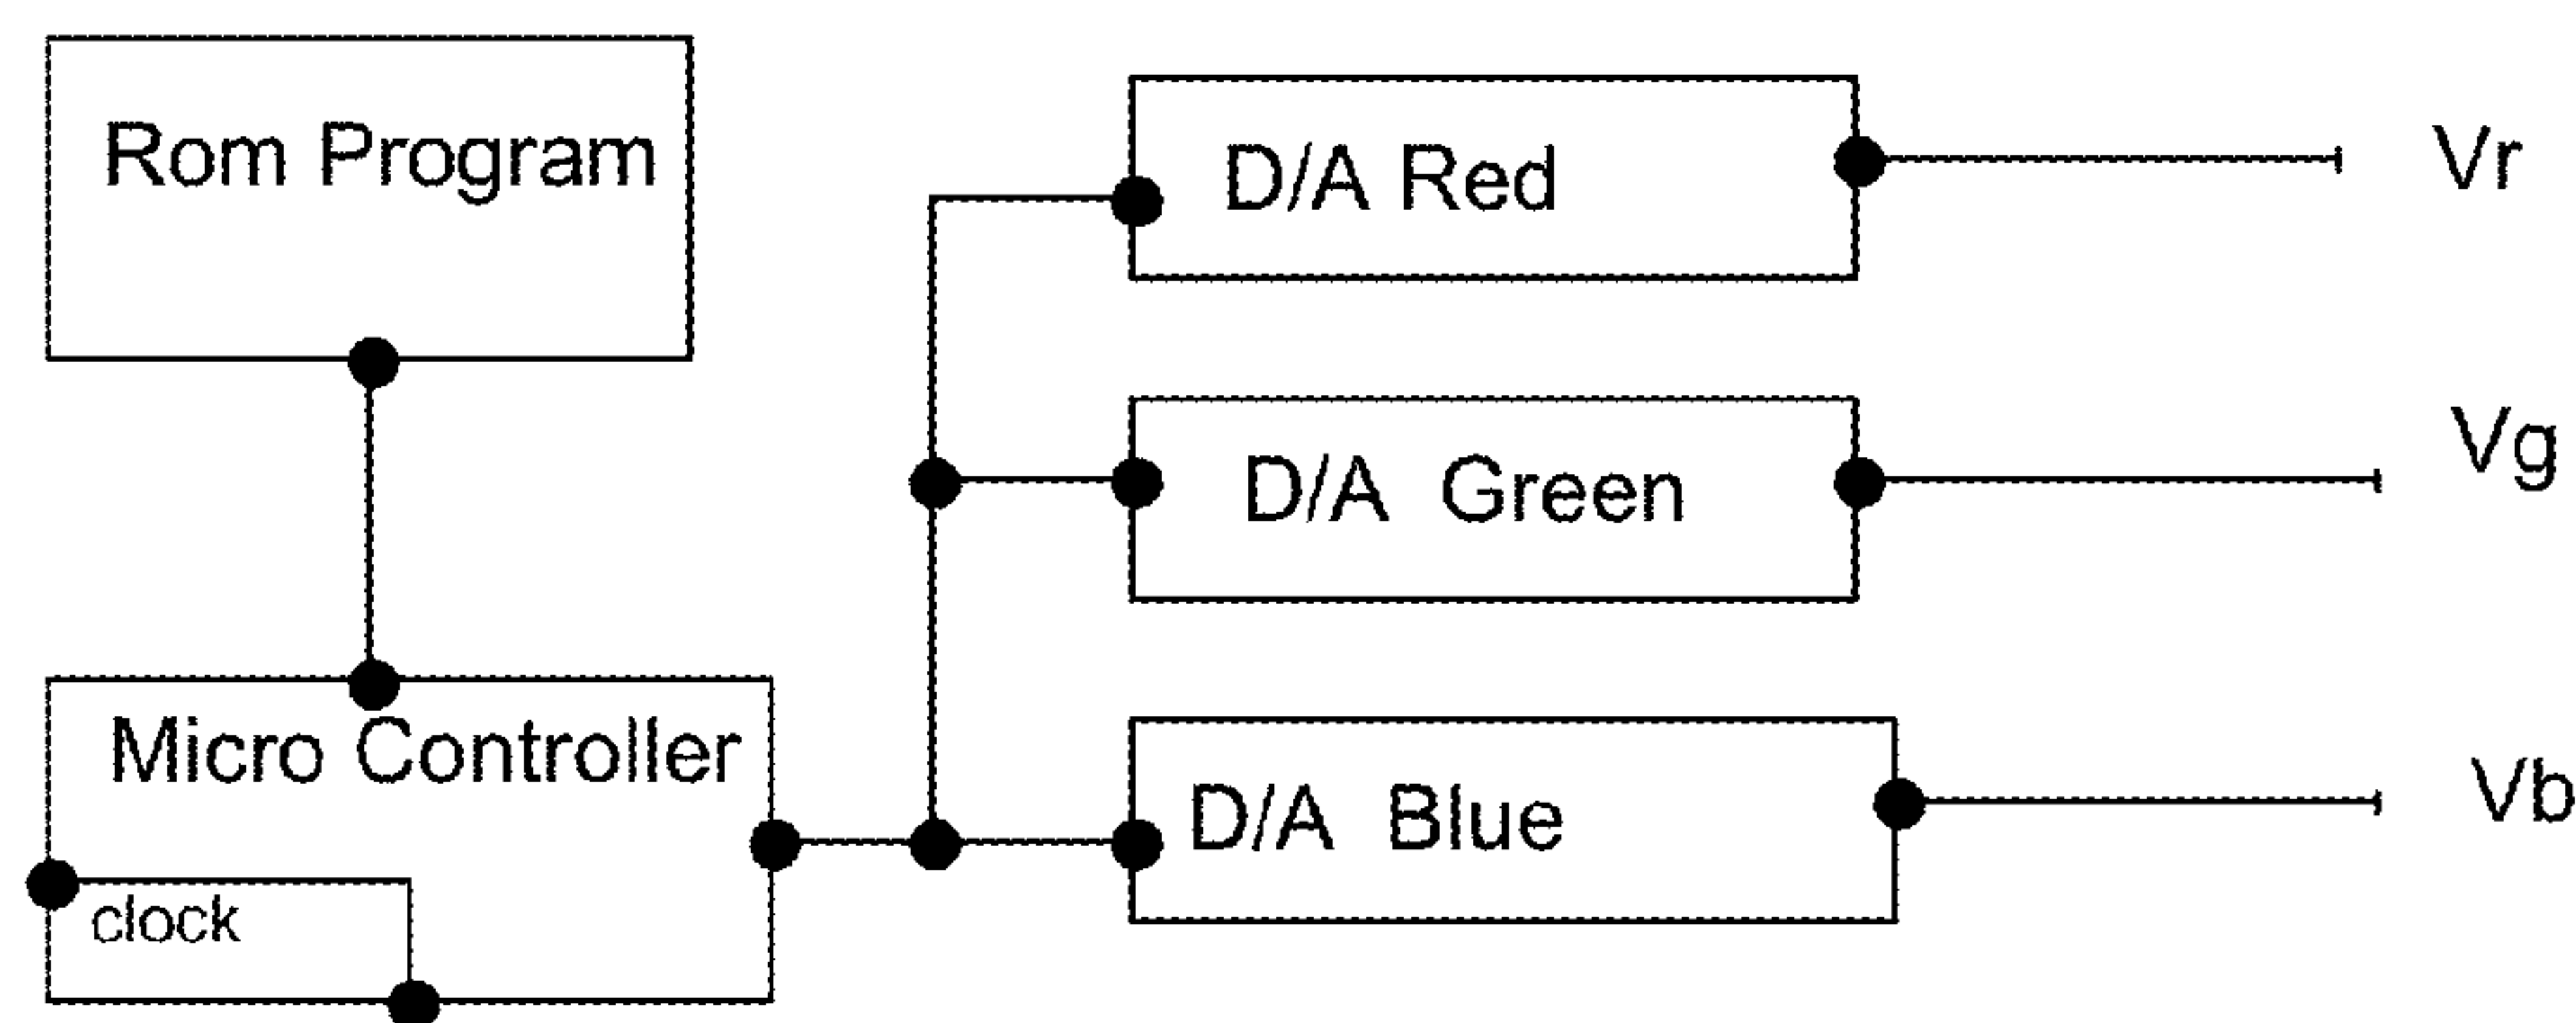 Rom Program
D/A Red
Vr
D/A Green
Vg
Micro Controller
clock
D/A Blue
Vb